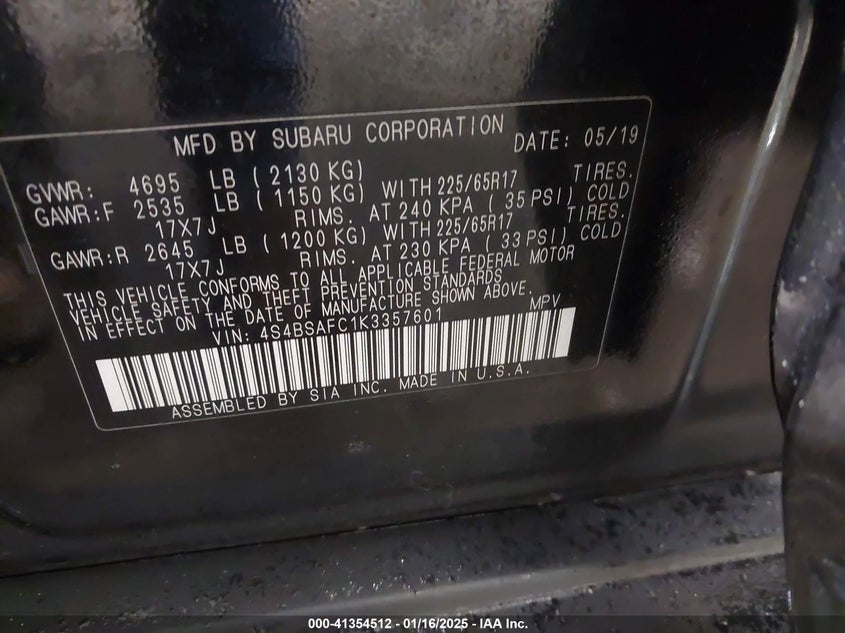 MFD BY SUBARU CORPORATION DATE: 05/19
GVWR: 4695 LB ( 2130 KG)
GAWR:F 2535 LB ( 1150 KG) WITH 225/65R17 TIRES.
17X7J RIMS. AT 240 KPA ( 35 PSI) COLD
GAWR:R 2645 LB ( 1200 KG) WITH 225/65R17 TIRES.
17X7J RIMS. AT 230 KPA ( 33 PSI) COLD
THIS VEHICLE CONFORMS TO ALL APPLICABLE FEDERAL MOTOR
VEHICLE SAFETY AND THEFT PREVENTION STANDARDS
IN EFFECT ON THE DATE OF MANUFACTURE SHOWN ABOVE.
VIN: 4S4BSAFC1K3357601 MPV
ASSEMBLED BY SIA INC. MADE IN U.S.A.
000-41354512 - 01/16/2025 - IAA Inc.